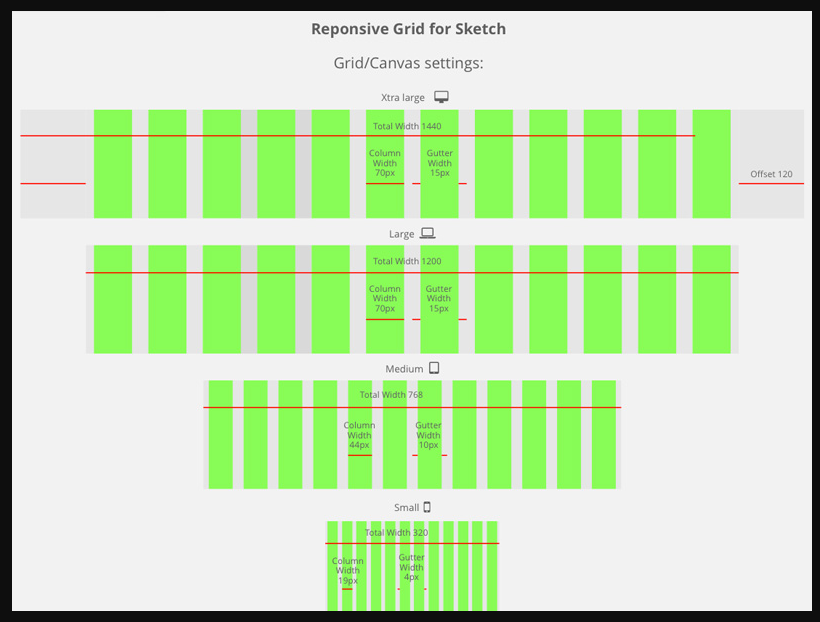 Reponsive Grid for Sketch
Grid/Canvas settings:
Xtra large
Total Width 1440
Column
Width
70px
Gutter
Width
15px
Offset 120
Large
Total Width 1200
Column
Width
70px
Gutter
Width
15px
Medium
Total Width 768
Column
Width
44px
Gutter
Width
10px
Small
Total Width 320
Column
Width
19px
Gutter
Width
4px